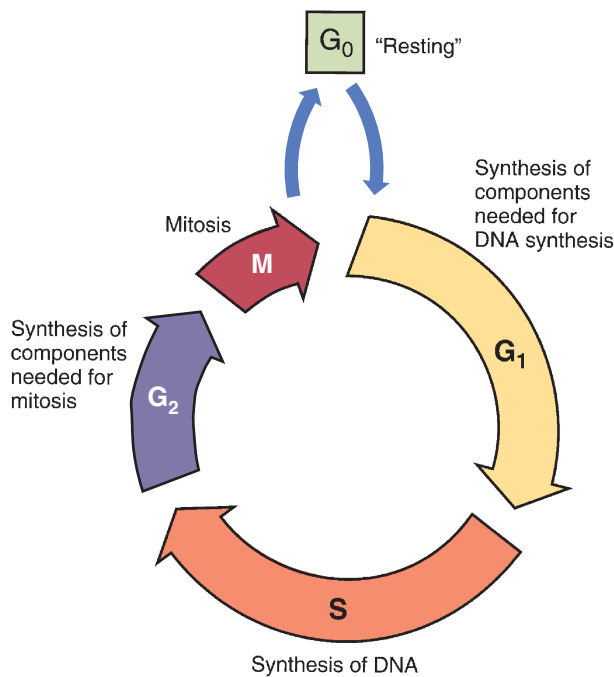 G0 "Resting"
Synthesis of
components
needed for
DNA synthesis
Mitosis
M
Synthesis of
components
needed for
mitosis
G1
G2
S
Synthesis of DNA